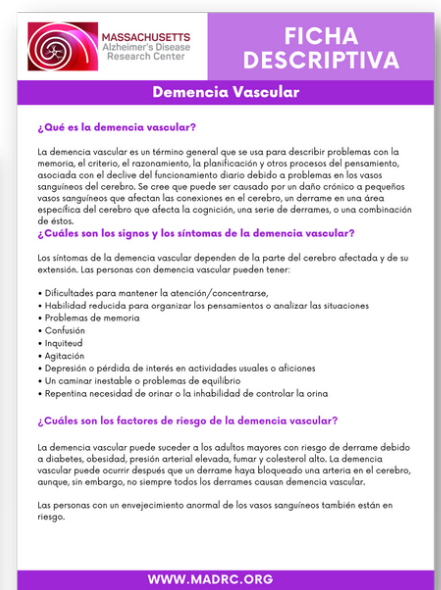 MASSACHUSETTS
Alzheimer's Disease
Research Center
FICHA
DESCRIPTIVA
Demencia Vascular
¿Qué es la demencia vascular?
La demencia vascular es un término general que se usa para describir problemas con la
memoria, el criterio, el razonamiento, la planificación y otros procesos del pensamiento,
asociada con el declive del funcionamiento diario debido a problemas en los vasos
sanguíneos del cerebro. Se cree que puede ser causado por un daño crónico a pequeños
vasos sanguíneos que afectan las conexiones en el cerebro, un derrame en una área
específica del cerebro que afecta la cognición, una serie de derrames, o una combinación
de éstos.
¿Cuáles son los signos y los síntomas de la demencia vascular?
Los síntomas de la demencia vascular dependen de la parte del cerebro afectada y de su
extensión. Las personas con demencia vascular pueden tener:
• Dificultades para mantener la atención/concentrarse,
• Habilidad reducida para organizar los pensamientos o analizar las situaciones
• Problemas de memoria
• Confusión
• Inquiteud
• Agitación
• Depresión o pérdida de interés en actividades usuales o aficiones
• Un caminar inestable o problemas de equilibrio
• Repentina necesidad de orinar o la inhabilidad de controlar la orina
¿Cuáles son los factores de riesgo de la demencia vascular?
La demencia vascular puede suceder a los adultos mayores con riesgo de derrame debido
a diabetes, obesidad, presión arterial elevada, fumar y colesterol alto. La demencia
vascular puede ocurrir después que un derrame haya bloqueado una arteria en el cerebro,
aunque, sin embargo, no siempre todos los derrames causan demencia vascular.
Las personas con un envejecimiento anormal de los vasos sanguíneos también están en
riesgo.
WWW.MADRC.ORG